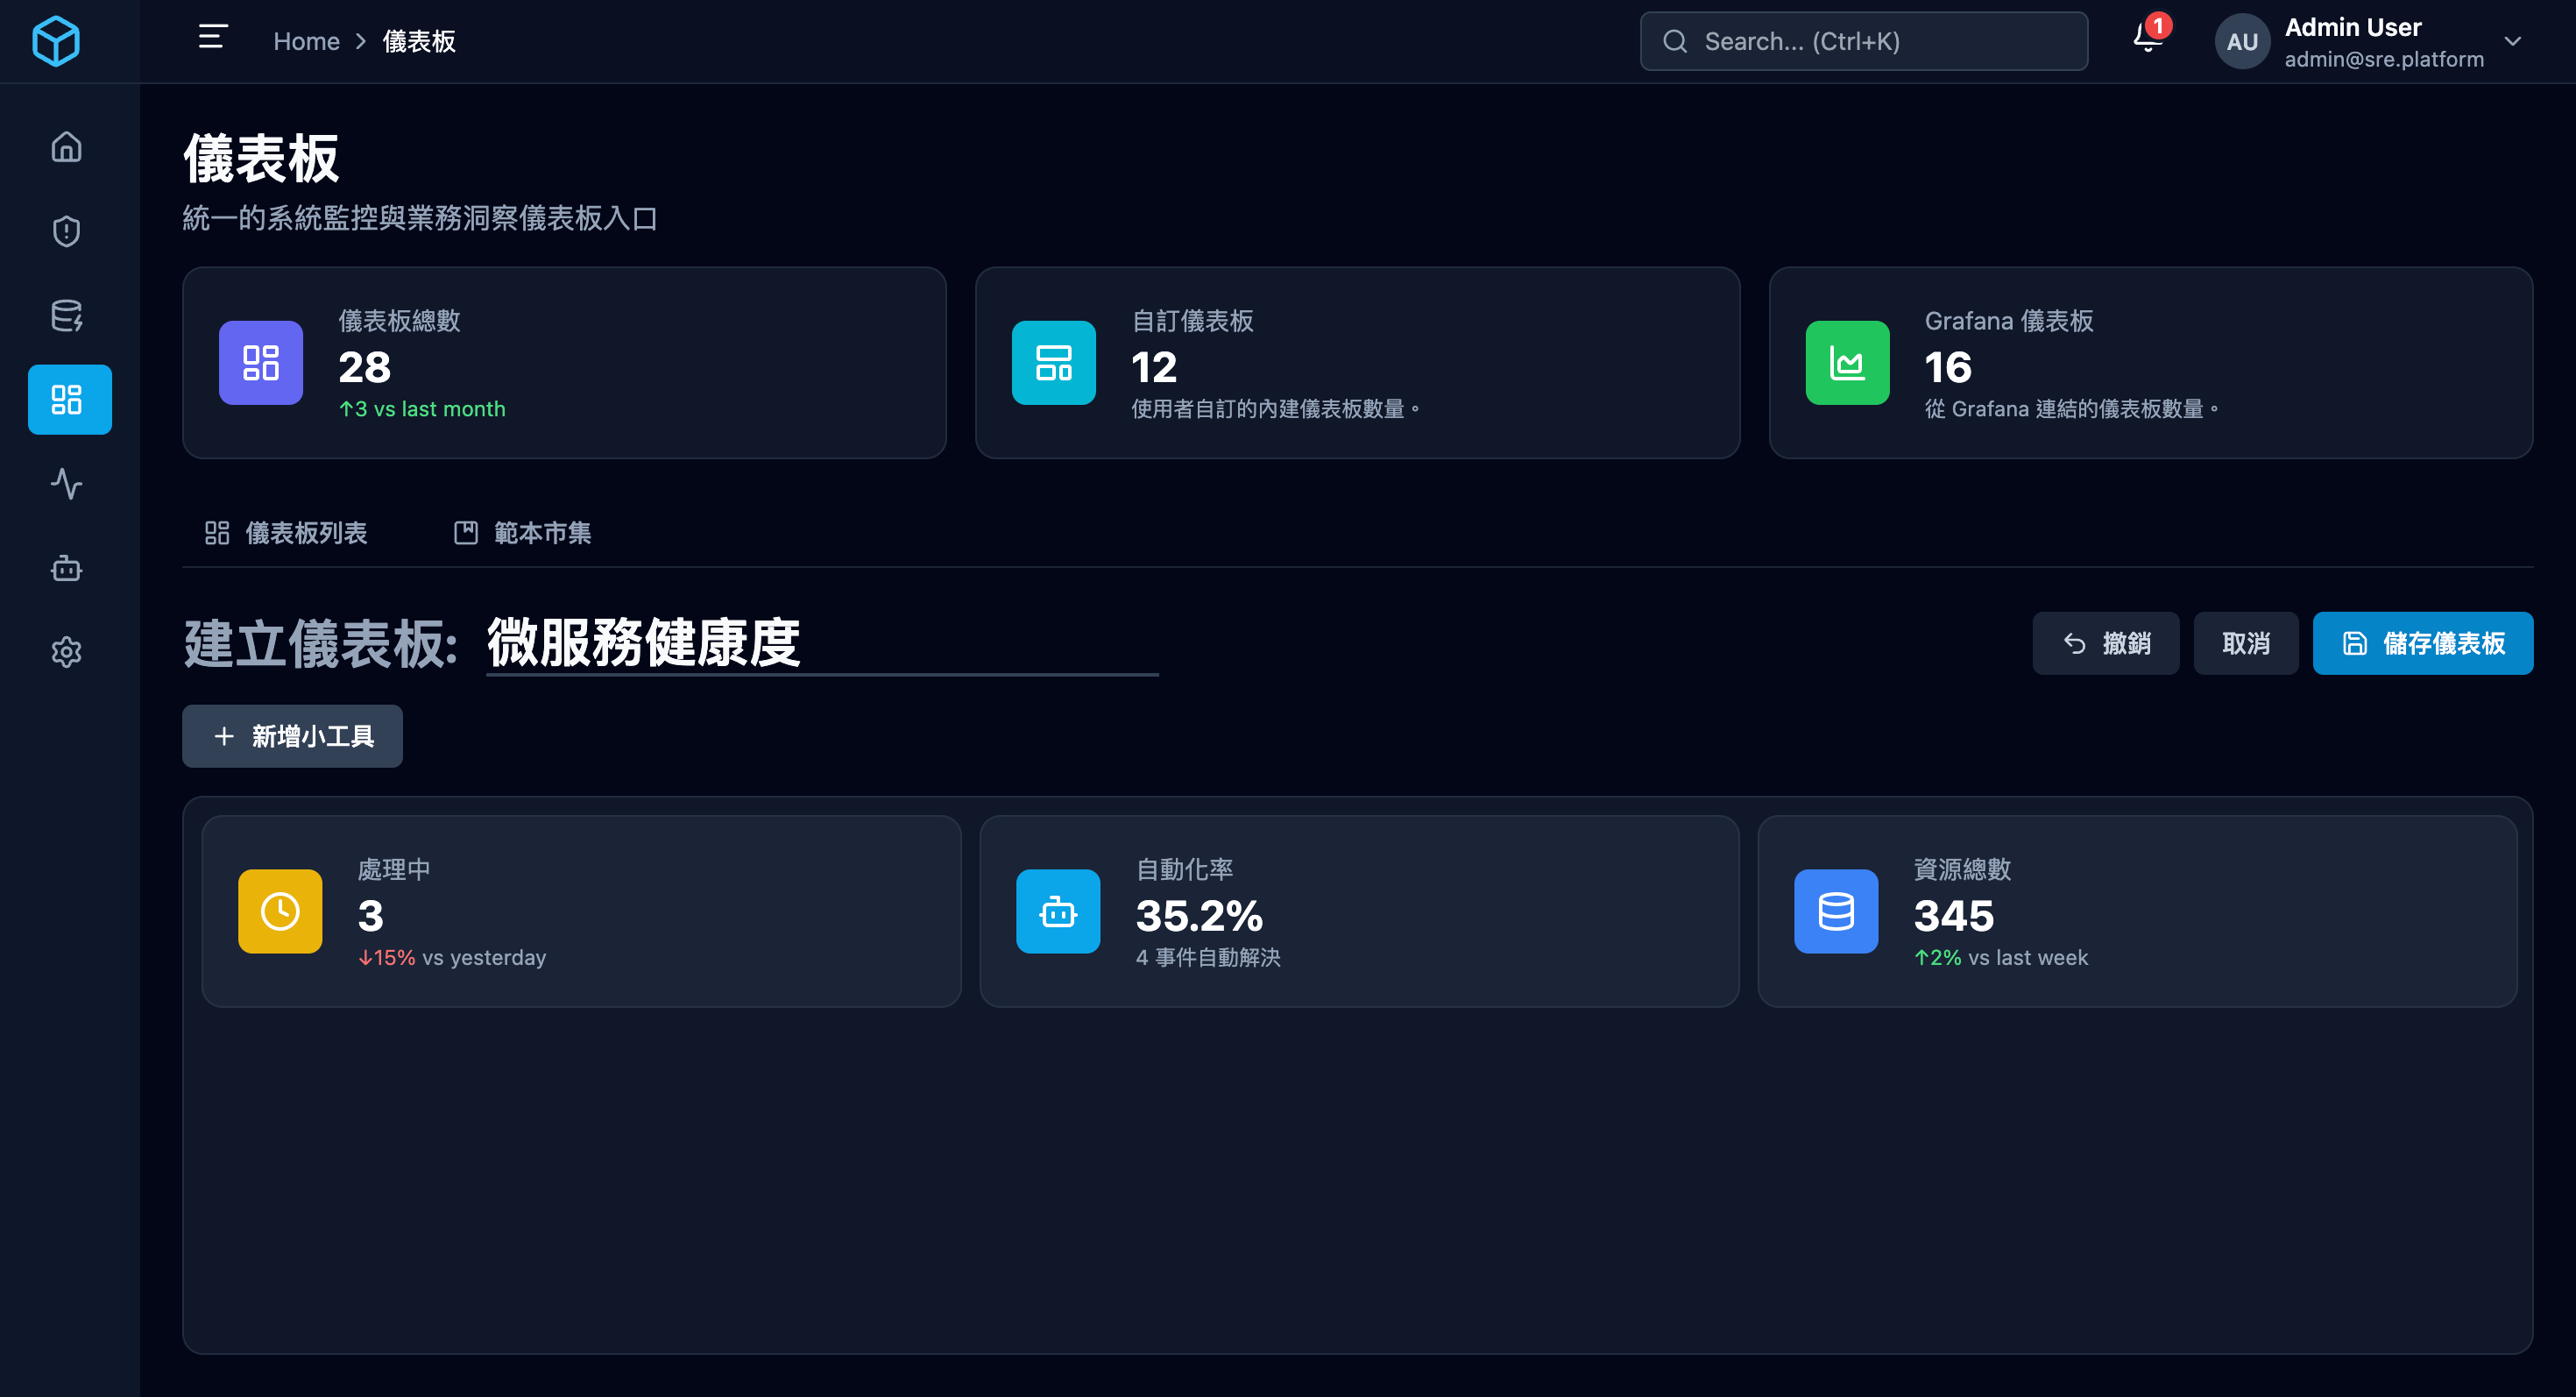 Home > 儀表板
Search... (Ctrl+K)
1
AU
Admin User
admin@sre.platform
儀表板
統一的系統監控與業務洞察儀表板入口
儀表板總數
28
↑3 vs last month
自訂儀表板
12
使用者自訂的內建儀表板數量。
Grafana 儀表板
16
從 Grafana 連結的儀表板數量。
儀表板列表
範本市集
建立儀表板: 微服務健康度
撤銷
取消
儲存儀表板
+ 新增小工具
處理中
3
↓15% vs yesterday
自動化率
35.2%
4 事件自動解決
資源總數
345
↑2% vs last week